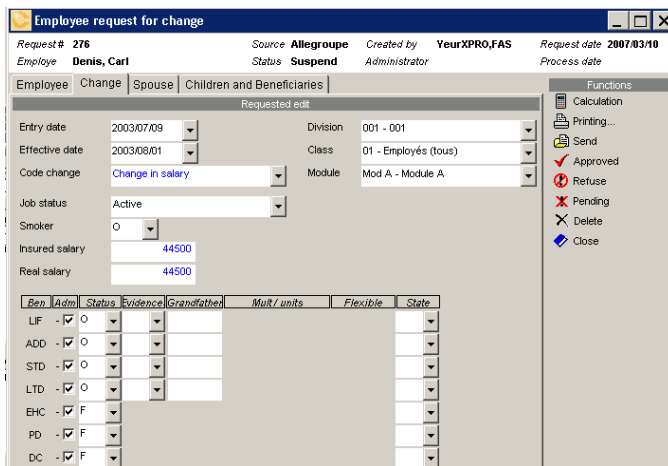 Employee request for change
Request # 276 Source Allegroupe Created by YeurXPRO,FAS Request date 2007/03/10
Employe Denis, Carl Status Suspend Administrator Process date
Employee Change Spouse Children and Beneficiaries Functions
Requested edit
Entry date 2003/07/09 Division 001 - 001 Calculation
Effective date 2003/08/01 Class 01 - Employés (tous) Printing...
Code change Change in salary Module Mod A - Module A Send
Approved
Job status Active Refuse
Smoker O Pending
Insured salary 44500 Delete
Real salary 44500 Close
Ben Adm Status Evidence Grandfather Mult / units Flexible State
LIF - O
ADD - O
STD - O
LTD - O
EHC - F
PD - F
DC - F